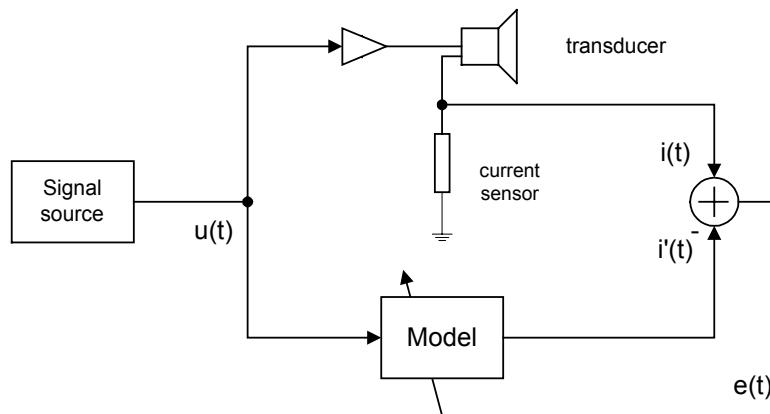 transducer
current
sensor
i(t)
Signal
source
u(t)
+
-
i'(t)
Model
e(t)